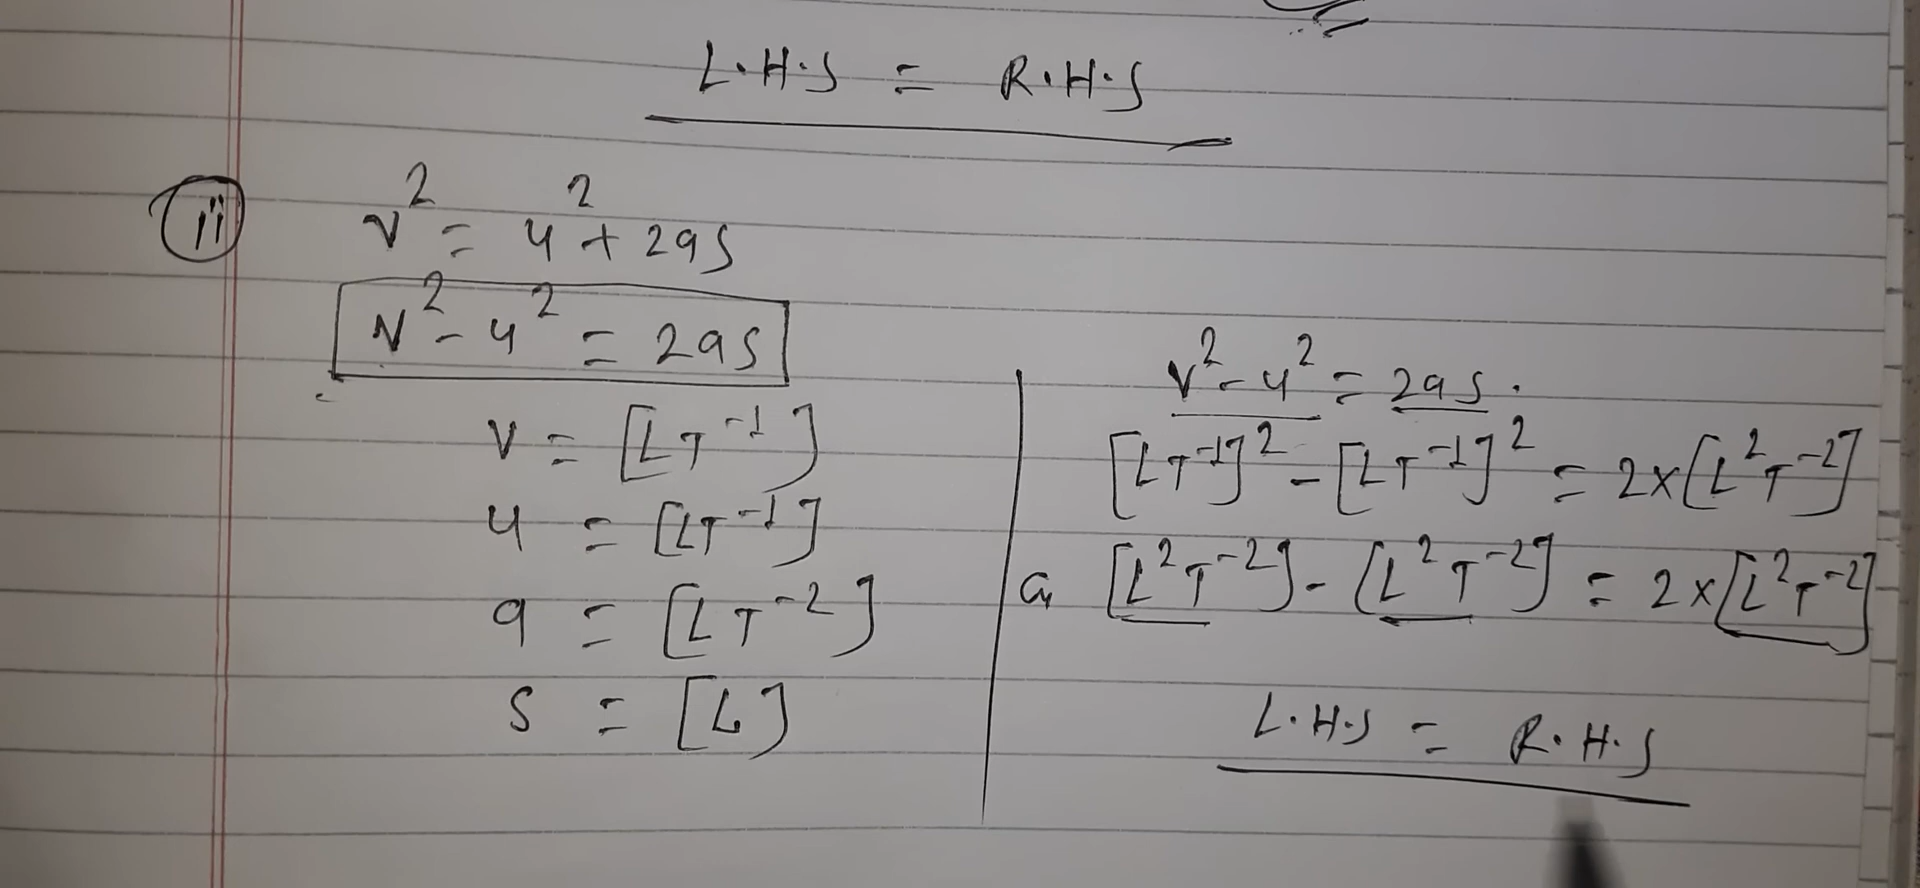 L.H.S = R.H.S
(ii) v² = u² + 2as
v² - u² = 2as
v = [LT⁻¹]
u = [LT⁻¹]
a = [LT⁻²]
s = [L]
v² - u² = 2as.
[LT⁻¹]² - [LT⁻¹]² = 2×[L²T⁻²]
[L²T⁻²] - [L²T⁻²] = 2×[L²T⁻²]
L.H.S = R.H.S